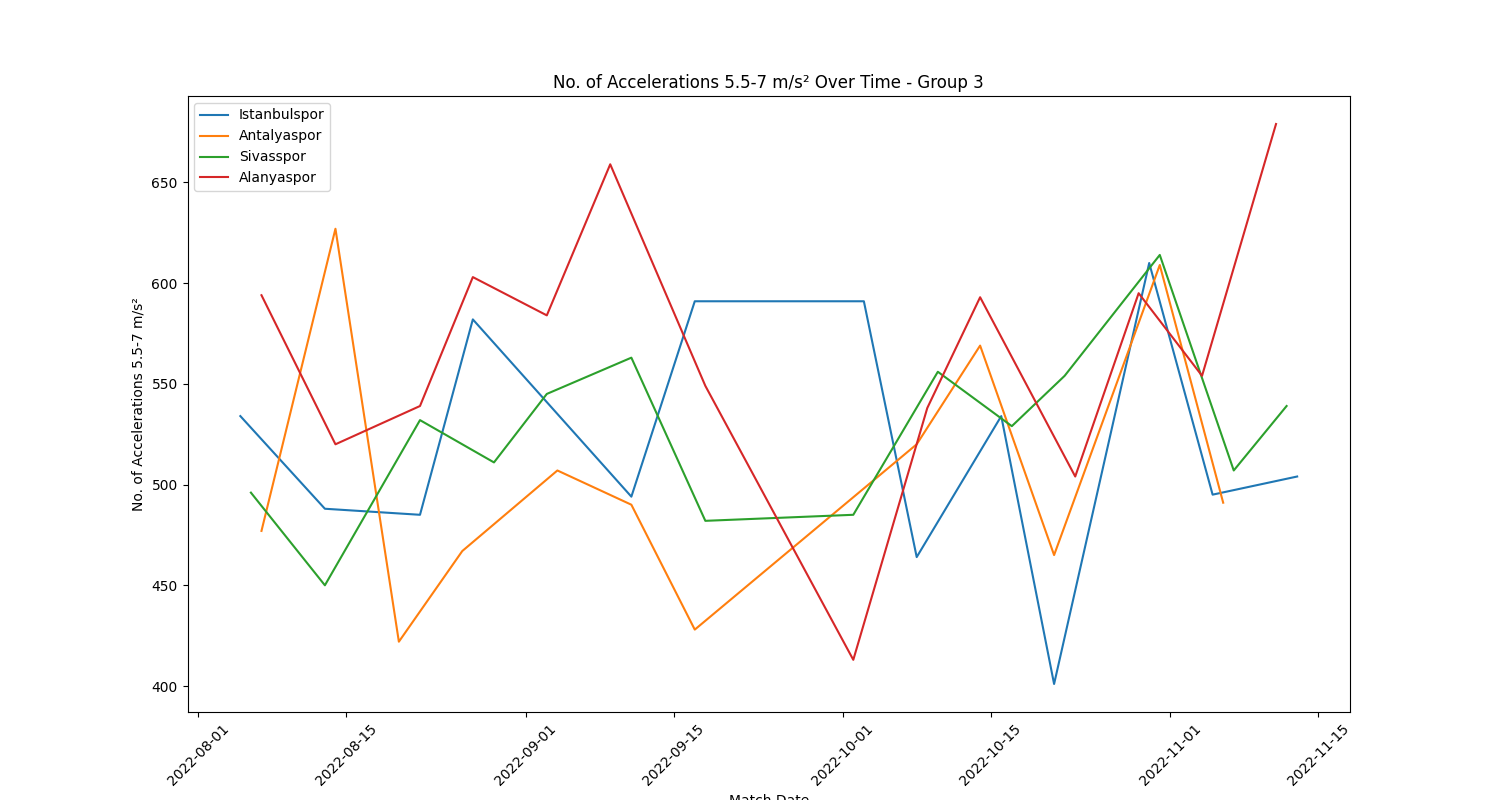 No. of Accelerations 5.5-7 m/s² Over Time - Group 3
Istanbulspor
Antalyaspor
Sivasspor
Alanyaspor
No. of Accelerations 5.5-7 m/s²
650
600
550
500
450
400
2022-08-01
2022-08-15
2022-09-01
2022-09-15
2022-10-01
2022-10-15
2022-11-01
2022-11-15
Match Date